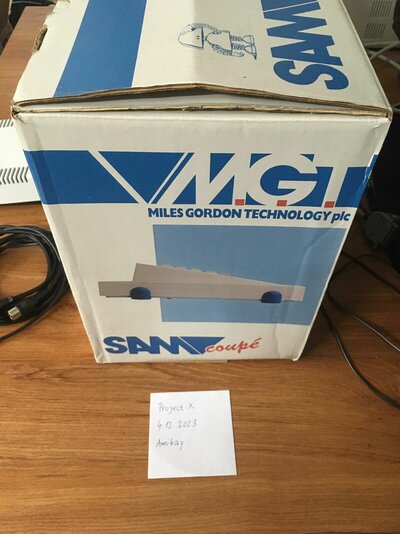 SAM
M.G.T.
MILES GORDON TECHNOLOGY plc
SAM coupé
Project X
4.12.2023
Amibay